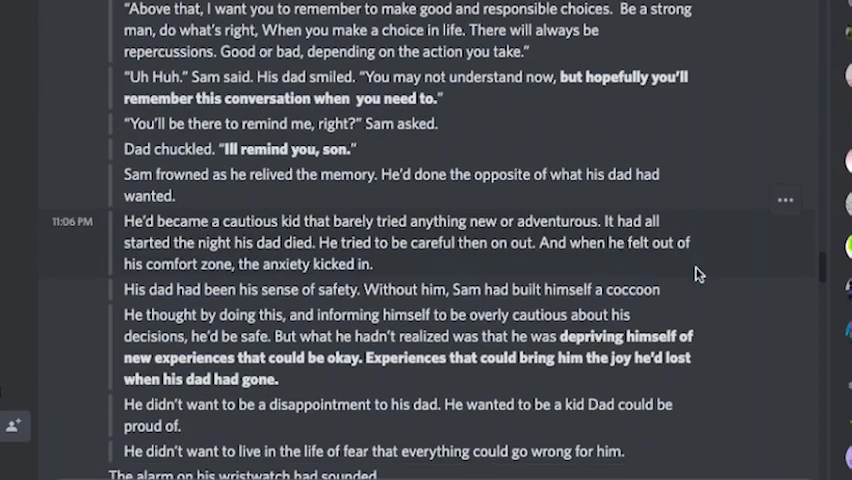 “Above that, I want you to remember to make good and responsible choices.  Be a strong
man, do what’s right, When you make a choice in life. There will always be
repercussions. Good or bad, depending on the action you take.”
“Uh Huh.” Sam said. His dad smiled. “You may not understand now, but hopefully you’ll
remember this conversation when  you need to.”
“You’ll be there to remind me, right?” Sam asked.
Dad chuckled. “Ill remind you, son.”
Sam frowned as he relived the memory. He’d done the opposite of what his dad had
wanted.
11:06 PM
He’d became a cautious kid that barely tried anything new or adventurous. It had all
started the night his dad died. He tried to be careful then on out. And when he felt out of
his comfort zone, the anxiety kicked in.
His dad had been his sense of safety. Without him, Sam had built himself a coccoon
He thought by doing this, and informing himself to be overly cautious about his
decisions, he’d be safe. But what he hadn’t realized was that he was depriving himself of
new experiences that could be okay. Experiences that could bring him the joy he’d lost
when his dad had gone.
He didn’t want to be a disappointment to his dad. He wanted to be a kid Dad could be
proud of.
He didn’t want to live in the life of fear that everything could go wrong for him.
The alarm on his wristwatch had sounded